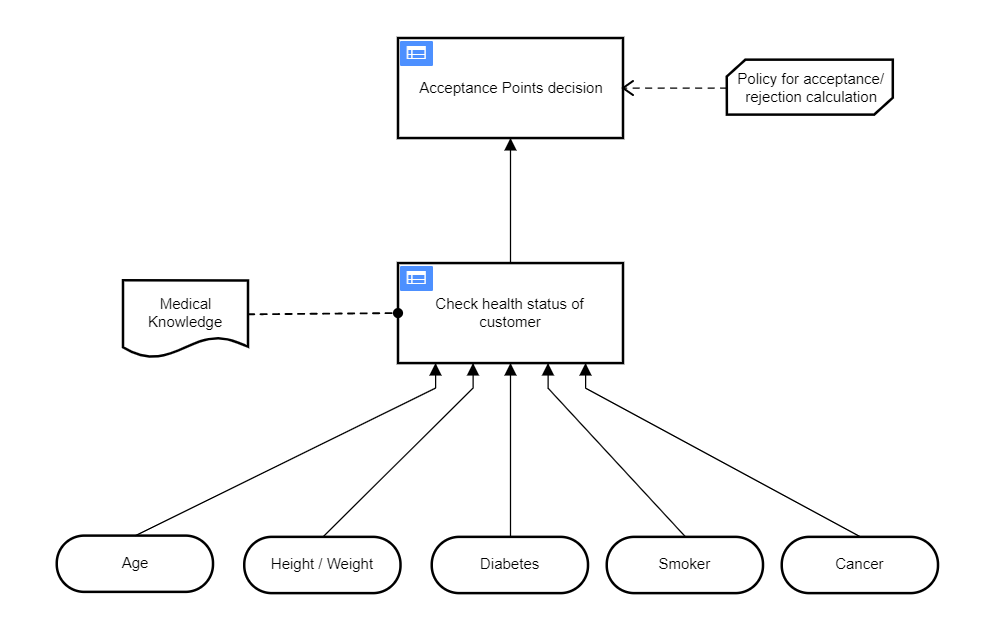 Acceptance Points decision
Policy for acceptance/
rejection calculation
Medical
Knowledge
Check health status of
customer
Age
Height / Weight
Diabetes
Smoker
Cancer